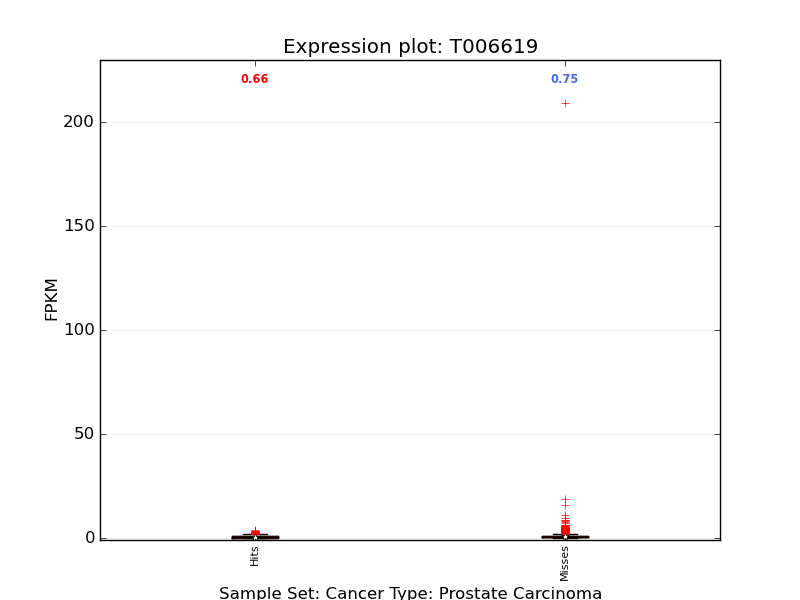 Expression plot: T006619
0.66
0.75
200
150
100
50
0
FPKM
Hits
Misses
Sample Set: Cancer Type: Prostate Carcinoma